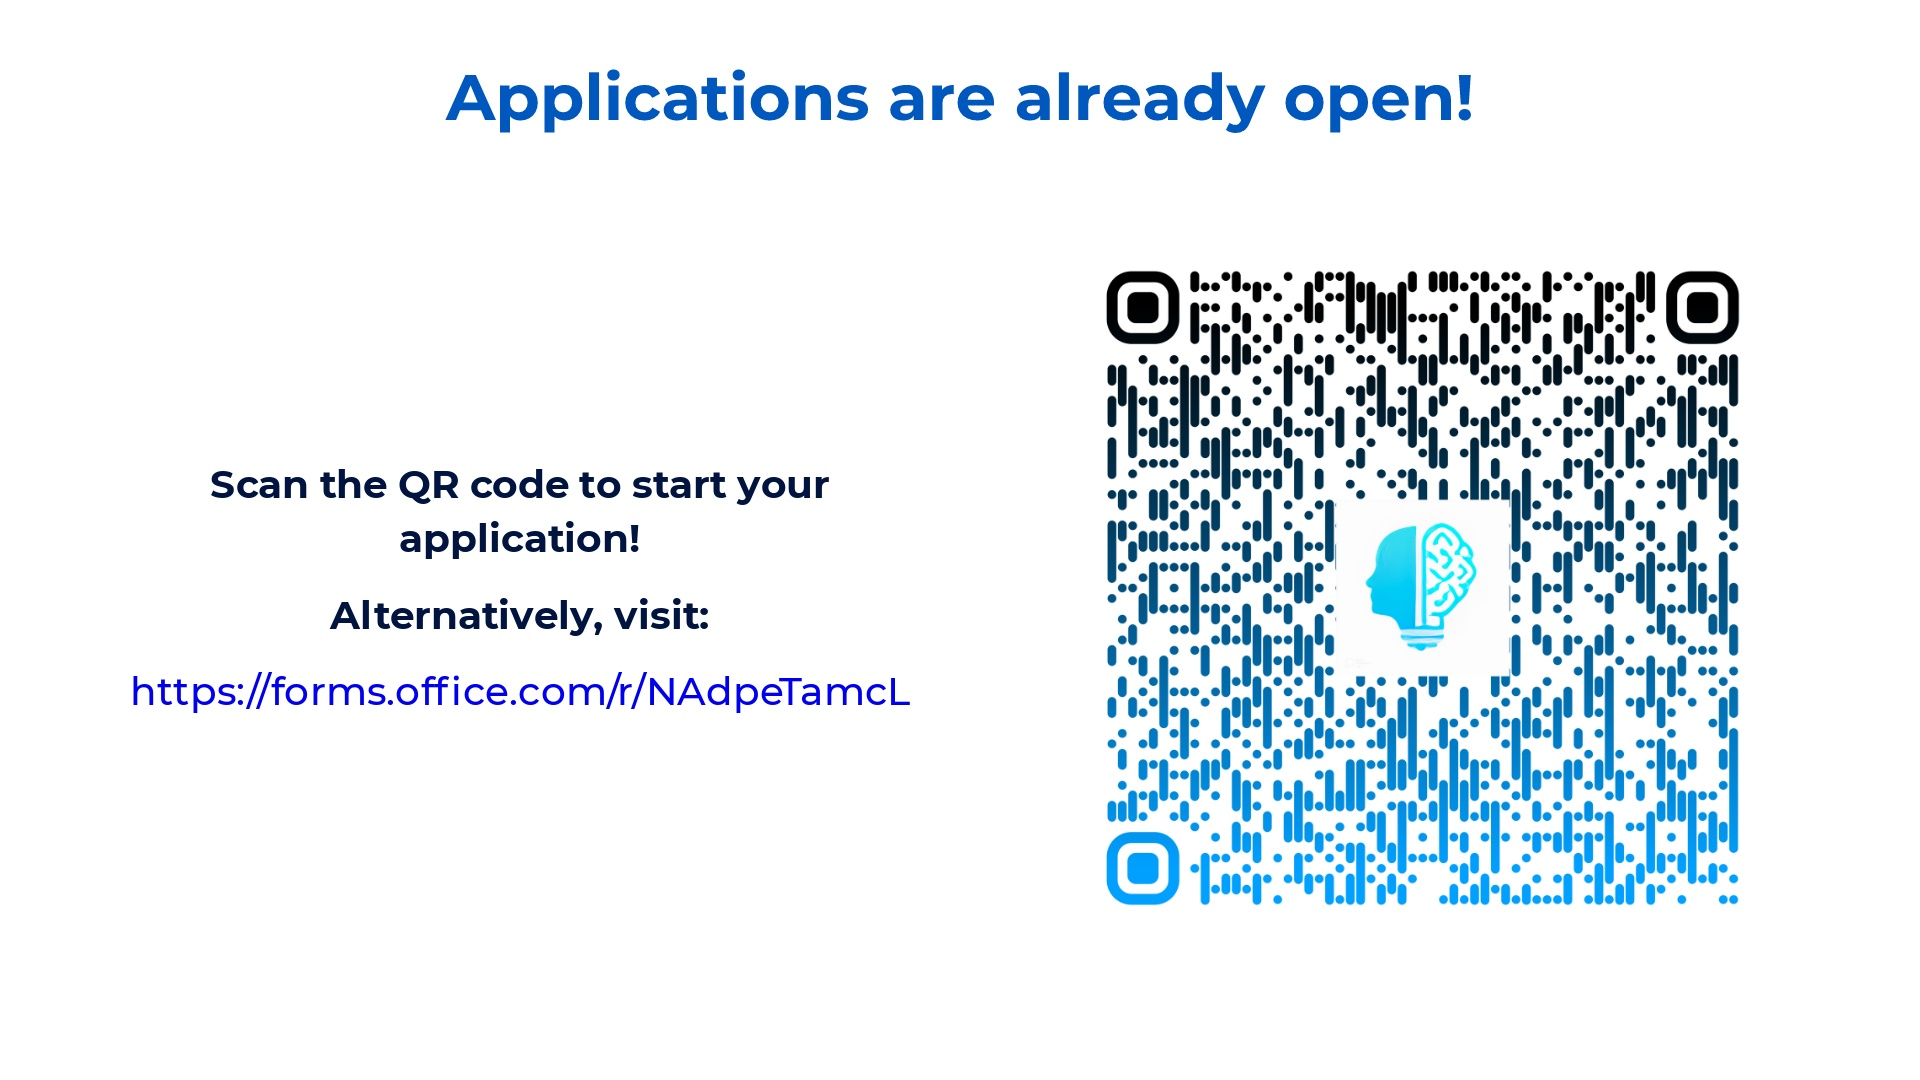 Applications are already open!
Scan the QR code to start your
application!
Alternatively, visit:
https://forms.office.com/r/NAdpeTamcL